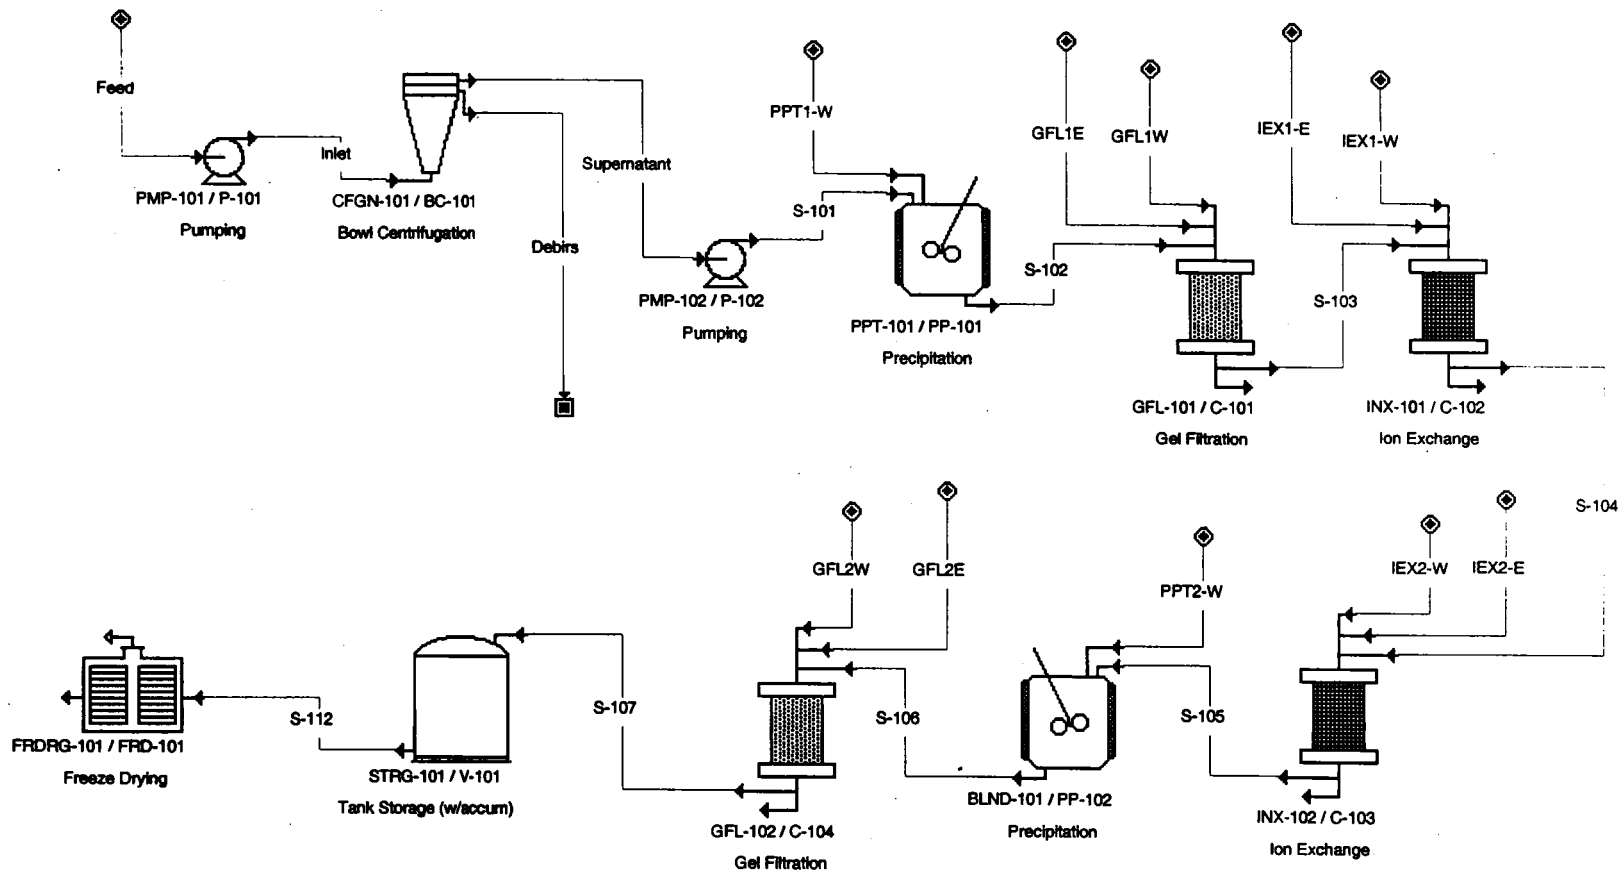 Feed
PMP-101 / P-101
Pumping
Inlet
CFGN-101 / BC-101
Bowl Centrifugation
Supernatant
Debirs
PMP-102 / P-102
Pumping
S-101
PPT1-W
PPT-101 / PP-101
Precipitation
S-102
GFL1E
GFL1W
GFL-101 / C-101
Gel Filtration
S-103
IEX1-E
IEX1-W
INX-101 / C-102
Ion Exchange
S-104
IEX2-W
IEX2-E
INX-102 / C-103
Ion Exchange
S-105
PPT2-W
BLND-101 / PP-102
Precipitation
S-106
GFL2W
GFL2E
GFL-102 / C-104
Gel Filtration
S-107
STRG-101 / V-101
Tank Storage (w/accum)
S-112
FRDRG-101 / FRD-101
Freeze Drying